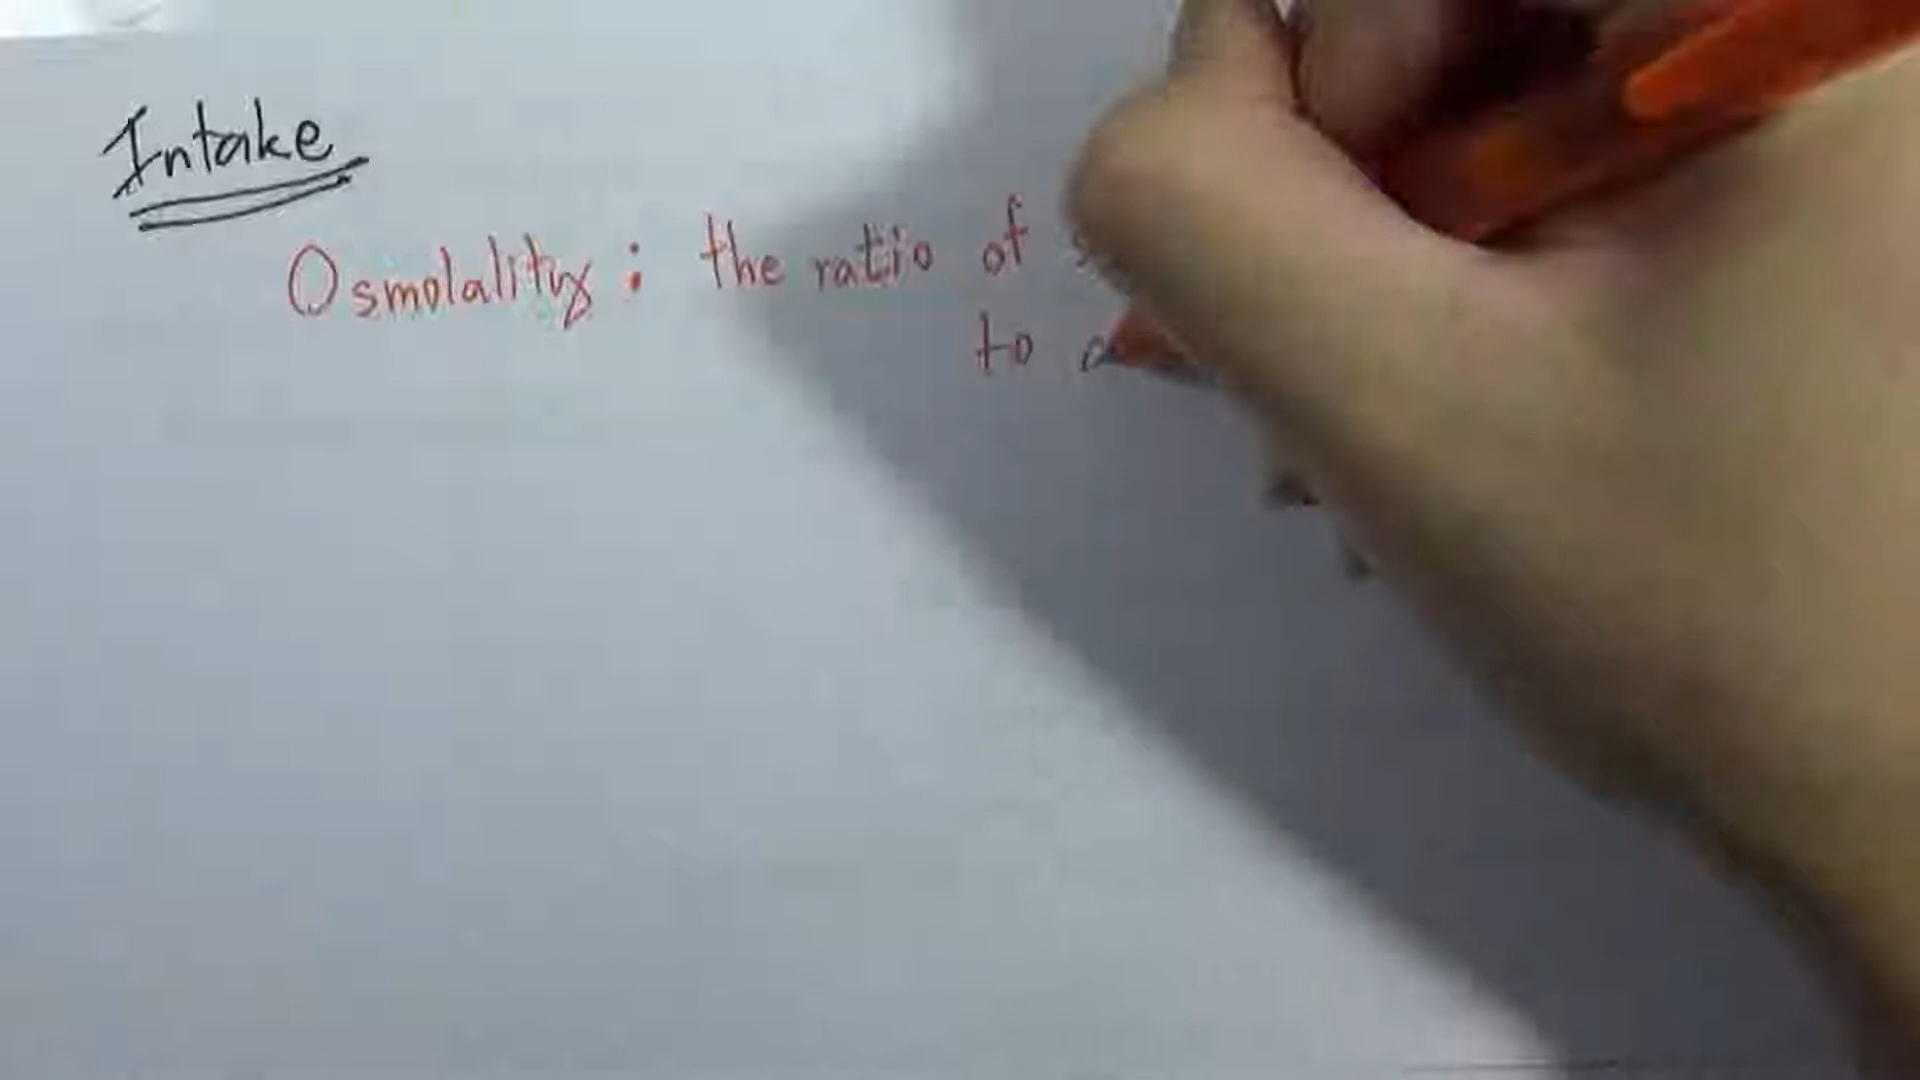 Intake
Osmolality : the ratio of
to